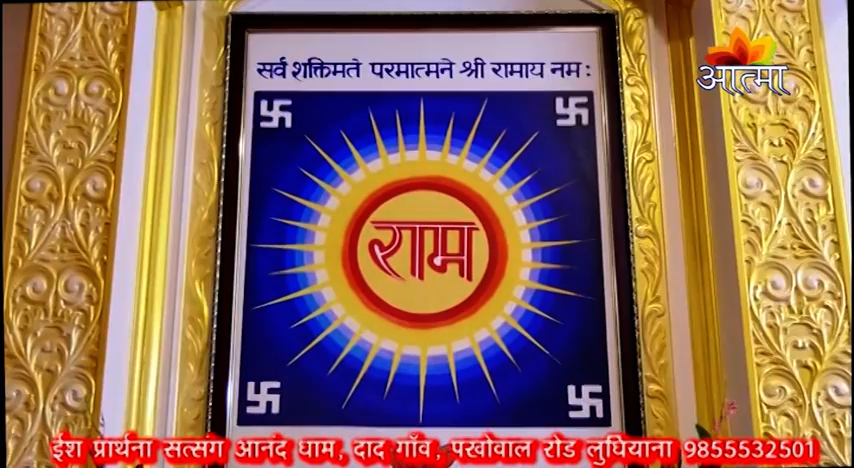 सर्व शक्तिमते परमात्मने श्री रामाय नमः
आत्मा
राम
ईश प्रार्थना सत्संग आनंद धाम, दाद गाँव, पखोवाल रोड लुधियाना 9855532501